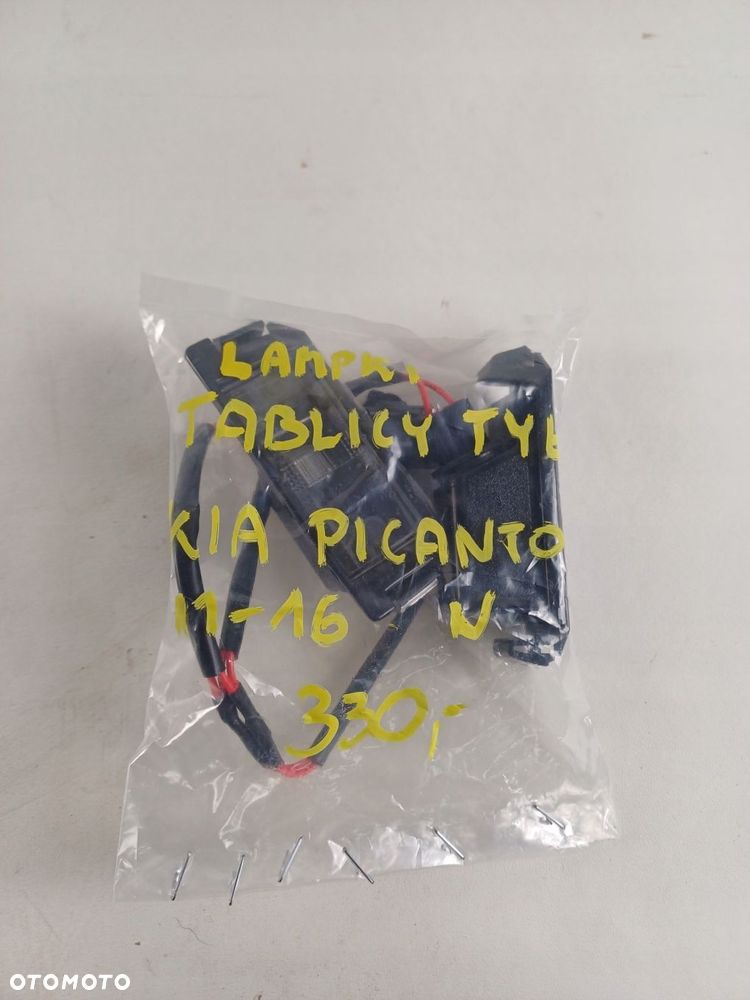 LAMPKI
TABLICY TYŁ
KIA PICANTO
11-16 N
330,-
OTOMOTO